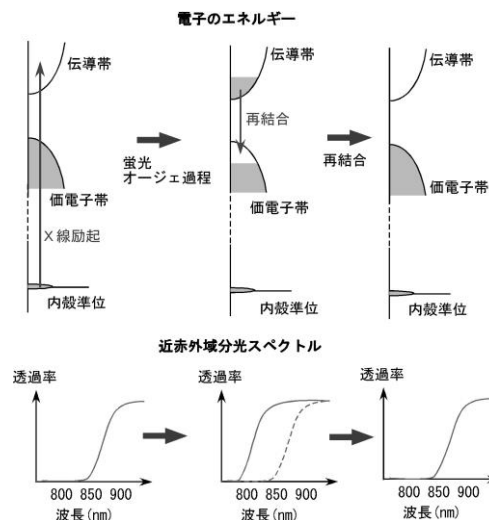 電子のエネルギー
伝導帯
価電子帯
X線励起
内殻準位
蛍光
オージェ過程
伝導帯
再結合
価電子帯
内殻準位
再結合
伝導帯
価電子帯
内殻準位
近赤外域分光スペクトル
透過率
800 850 900
波長(nm)
透過率
800 850 900
波長(nm)
透過率
800 850 900
波長(nm)